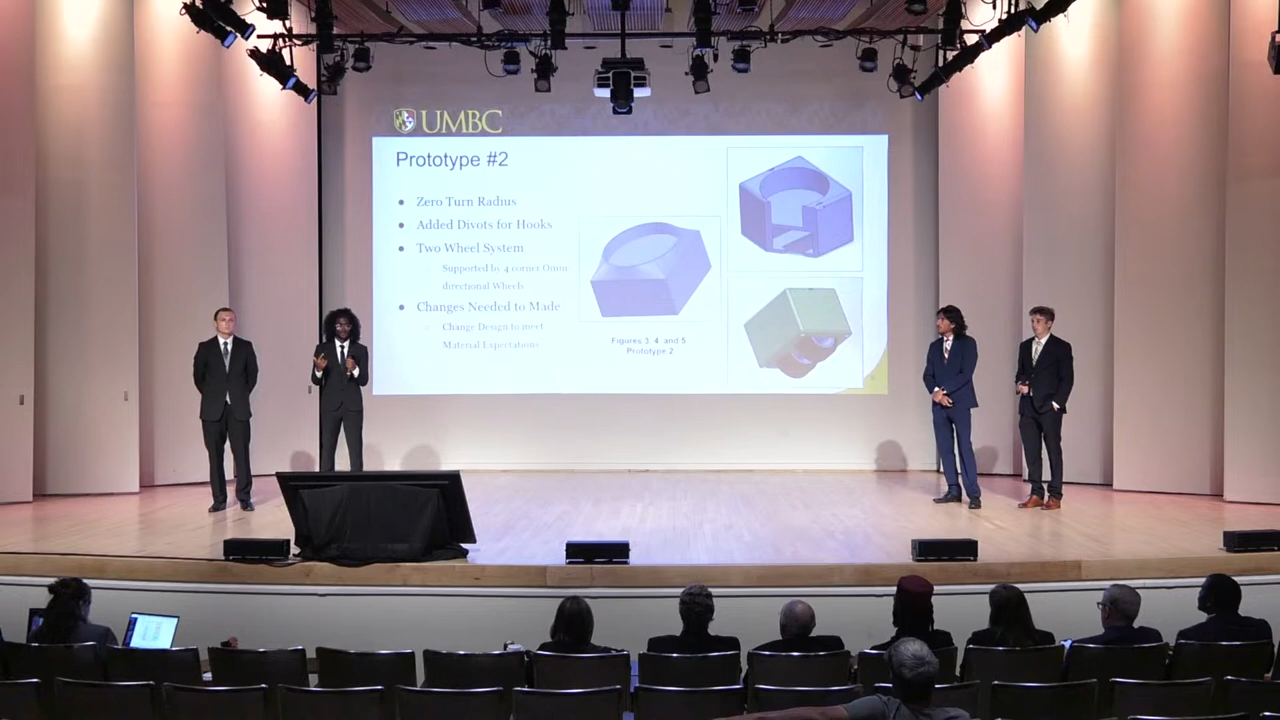 UMBC
Prototype #2
Zero Turn Radius
Added Divots for Hooks
Two Wheel System
Supported by 4 corner Omni
directional Wheels
Changes Needed to Made
Change Design to meet
Material Expectations
Figures 3, 4, and 5
Prototype 2